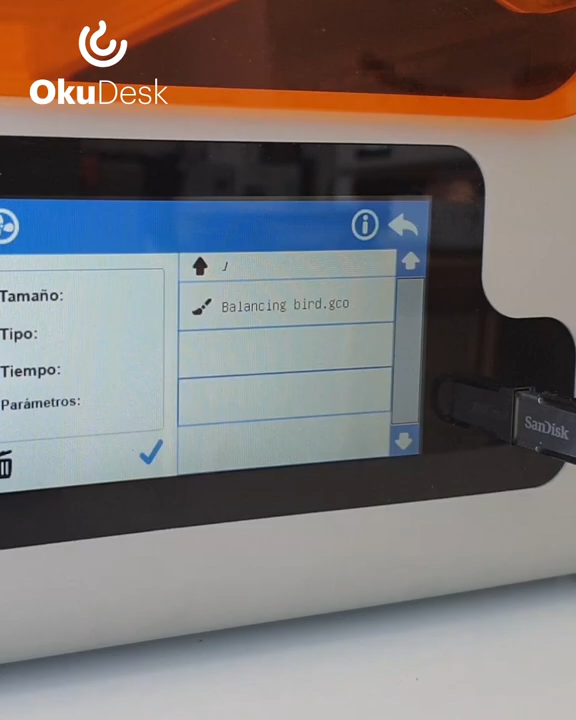 OkuDesk
Tamaño:
Tipo:
Tiempo:
Parámetros:
/
Balancing bird.gco
SanDisk